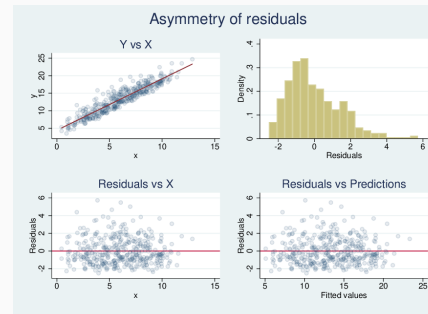 Asymmetry of residuals
Y vs X
25
20
15
10
5
y
0 5 10 15
x
.4
.3
.2
.1
0
Density
-2 0 2 4 6
Residuals
Residuals vs X
6
4
2
0
-2
Residuals
0 5 10 15
x
Residuals vs Predictions
6
4
2
0
-2
Residuals
5 10 15 20 25
Fitted values